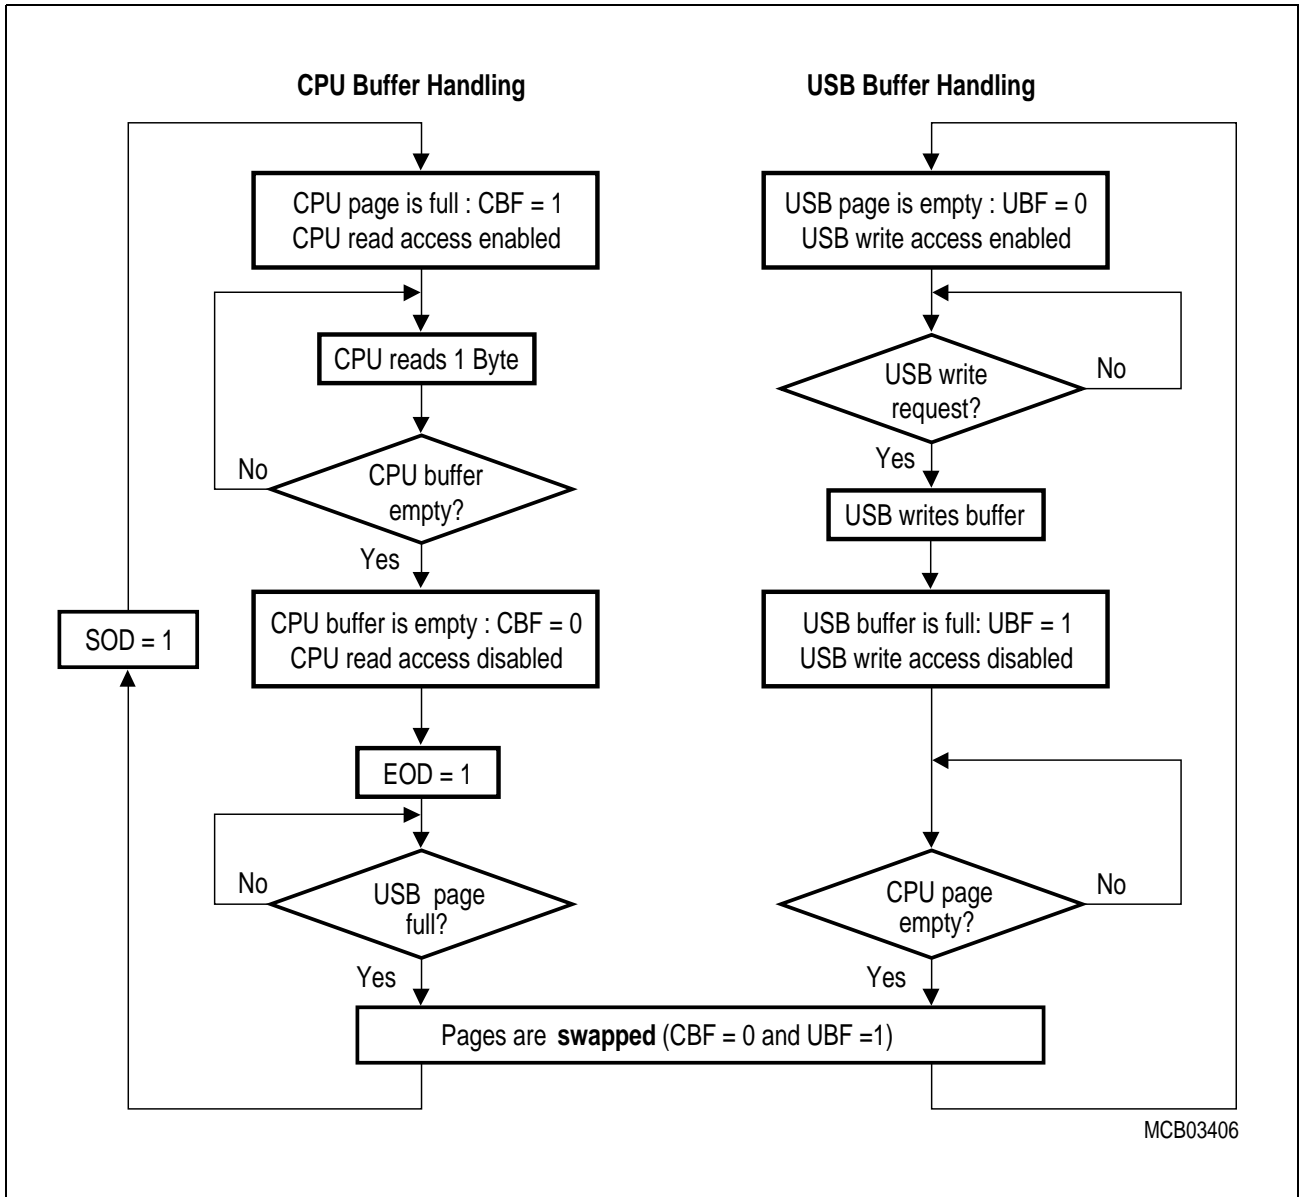 CPU Buffer Handling
CPU page is full : CBF = 1
CPU read access enabled
CPU reads 1 Byte
No
CPU buffer
empty?
Yes
CPU buffer is empty : CBF = 0
CPU read access disabled
SOD = 1
EOD = 1
No
USB page
full?
Yes
USB Buffer Handling
USB page is empty : UBF = 0
USB write access enabled
USB write
request?
No
Yes
USB writes buffer
USB buffer is full: UBF = 1
USB write access disabled
CPU page
empty?
No
Yes
Pages are swapped (CBF = 0 and UBF =1)
MCB03406